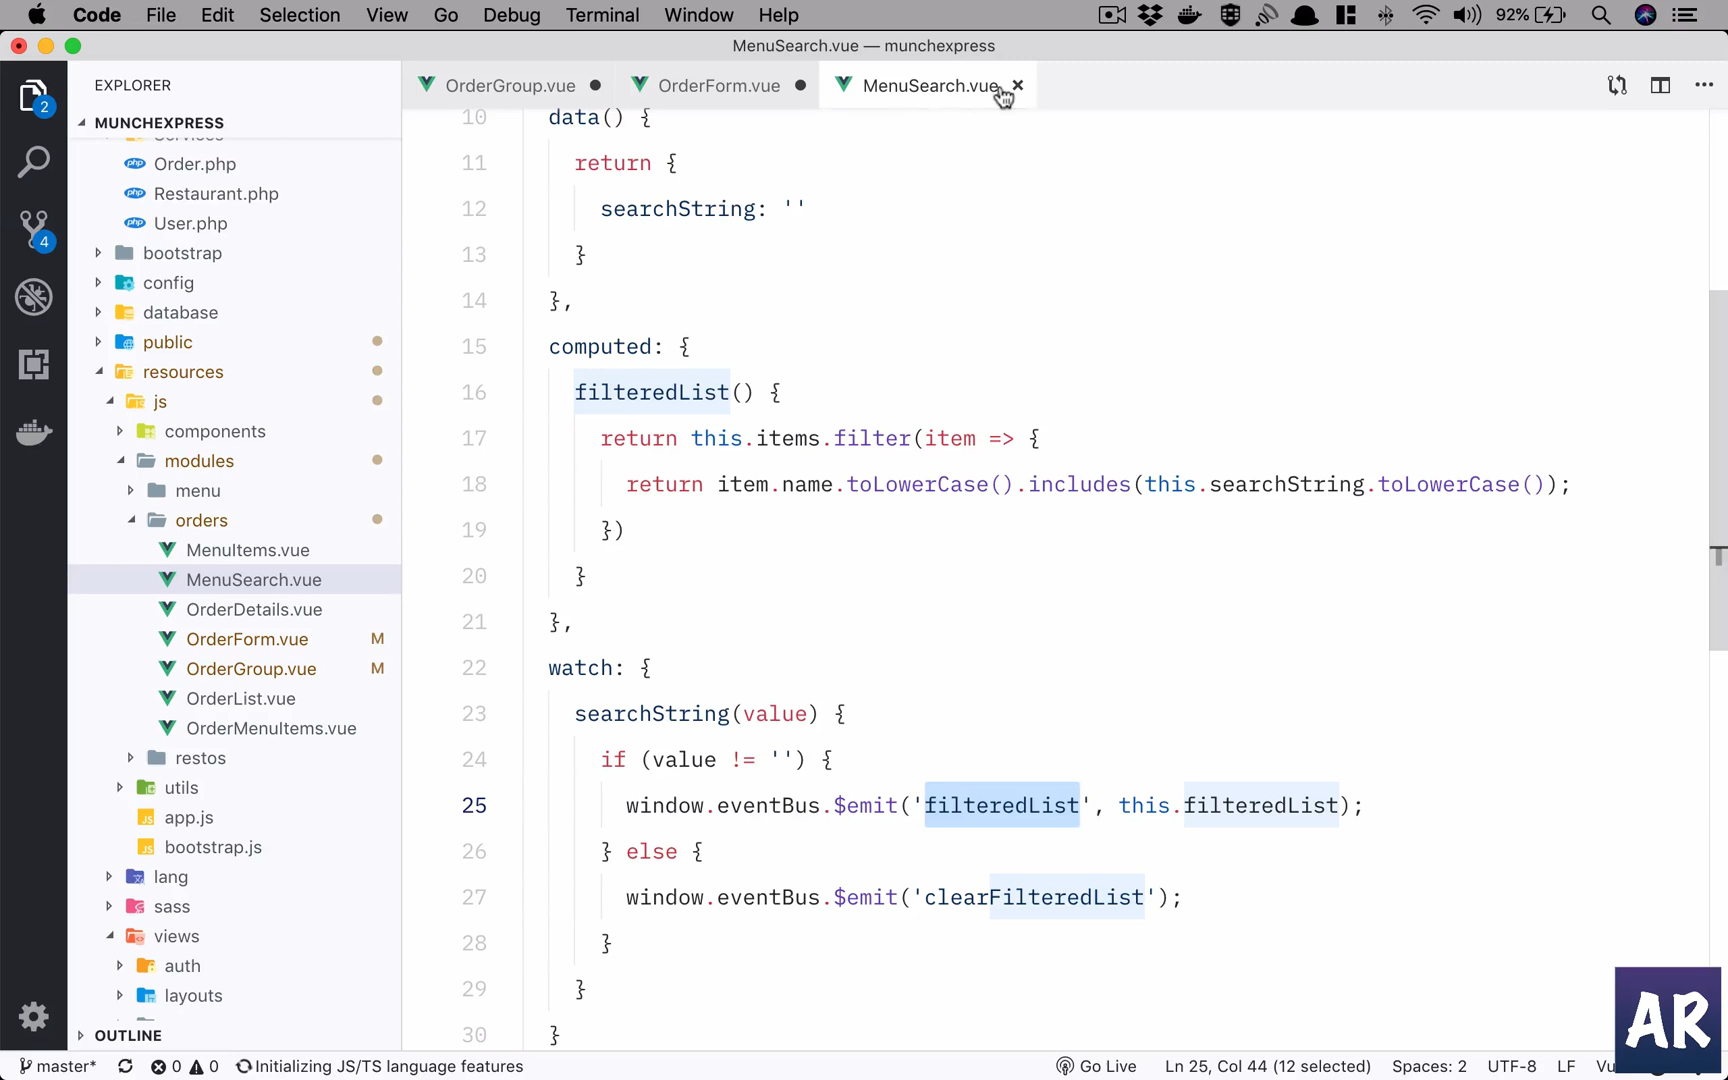 Code File Edit Selection View Go Debug Terminal Window Help 92%
MenuSearch.vue — munchexpress
EXPLORER
OrderGroup.vue
OrderForm.vue
MenuSearch.vue
2
4
MUNCHEXPRESS
Services
Order.php
Restaurant.php
User.php
bootstrap
config
database
public
resources
js
components
modules
menu
orders
MenuItems.vue
MenuSearch.vue
OrderDetails.vue
OrderForm.vue M
OrderGroup.vue M
OrderList.vue
OrderMenuItems.vue
restos
utils
app.js
bootstrap.js
lang
sass
views
auth
layouts
OUTLINE
10 data() {
11 return {
12 searchString: ''
13 }
14 },
15 computed: {
16 filteredList() {
17 return this.items.filter(item => {
18 return item.name.toLowerCase().includes(this.searchString.toLowerCase());
19 })
20 }
21 },
22 watch: {
23 searchString(value) {
24 if (value != '') {
25 window.eventBus.$emit('filteredList', this.filteredList);
26 } else {
27 window.eventBus.$emit('clearFilteredList');
28 }
29 }
30 }
AR
master* 0 0 Initializing JS/TS language features Go Live Ln 25, Col 44 (12 selected) Spaces: 2 UTF-8 LF